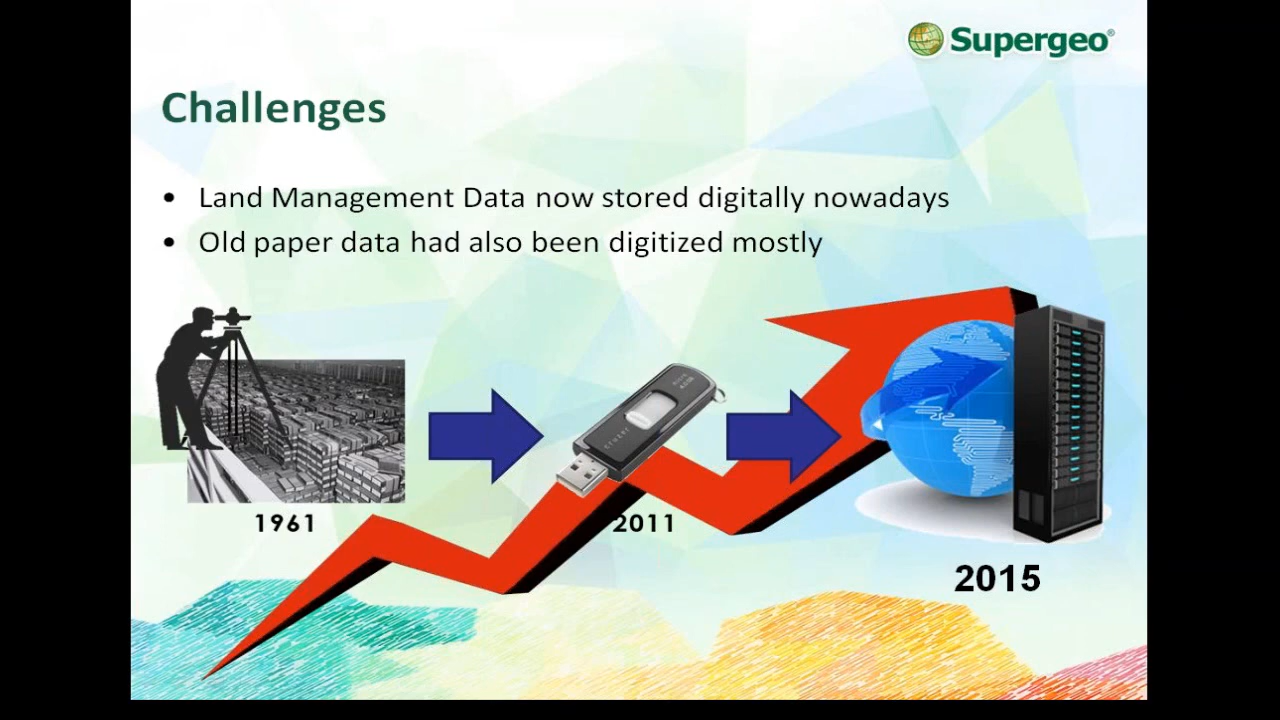 Supergeo®
Challenges
• Land Management Data now stored digitally nowadays
• Old paper data had also been digitized mostly
cruzer
1961
2011
2015